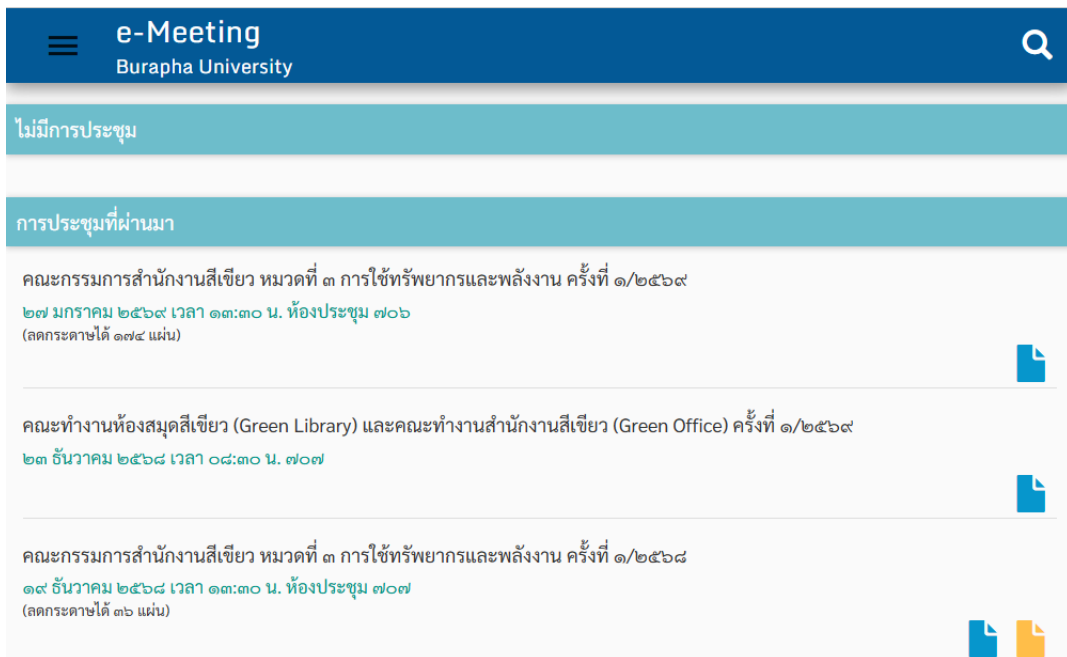 e-Meeting
Burapha University
ไม่มีการประชุม
การประชุมที่ผ่านมา
คณะกรรมการสำนักงานสีเขียว หมวดที่ ๓ การใช้ทรัพยากรและพลังงาน ครั้งที่ ๑/๒๕๖๙
๒๗ มกราคม ๒๕๖๙ เวลา ๑๓:๓๐ น. ห้องประชุม ๗๐๖
(ลดกระดาษได้ ๑๗๔ แผ่น)
คณะทำงานห้องสมุดสีเขียว (Green Library) และคณะทำงานสำนักงานสีเขียว (Green Office) ครั้งที่ ๑/๒๕๖๙
๒๓ ธันวาคม ๒๕๖๘ เวลา ๐๘:๓๐ น. ๗๐๗
คณะกรรมการสำนักงานสีเขียว หมวดที่ ๓ การใช้ทรัพยากรและพลังงาน ครั้งที่ ๑/๒๕๖๘
๑๙ ธันวาคม ๒๕๖๘ เวลา ๑๓:๓๐ น. ห้องประชุม ๗๐๗
(ลดกระดาษได้ ๓๖ แผ่น)